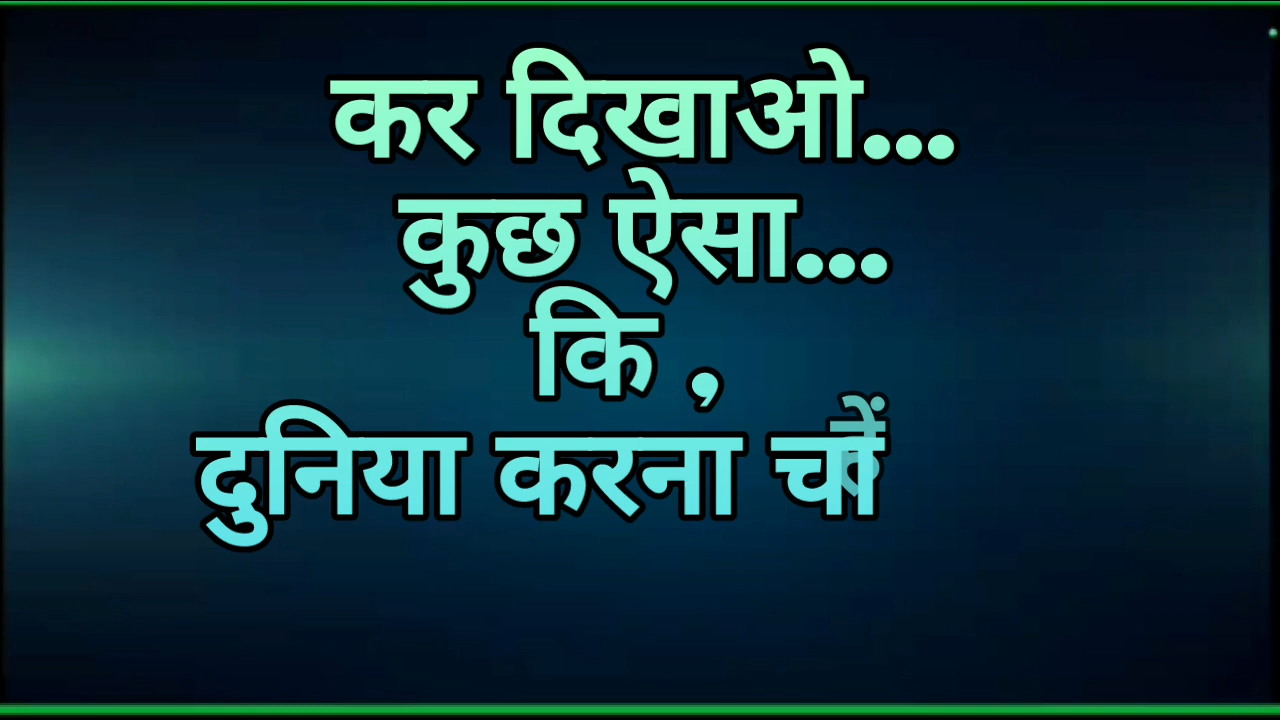 कर दिखाओ...
कुछ ऐसा...
कि ,
दुनिया करना